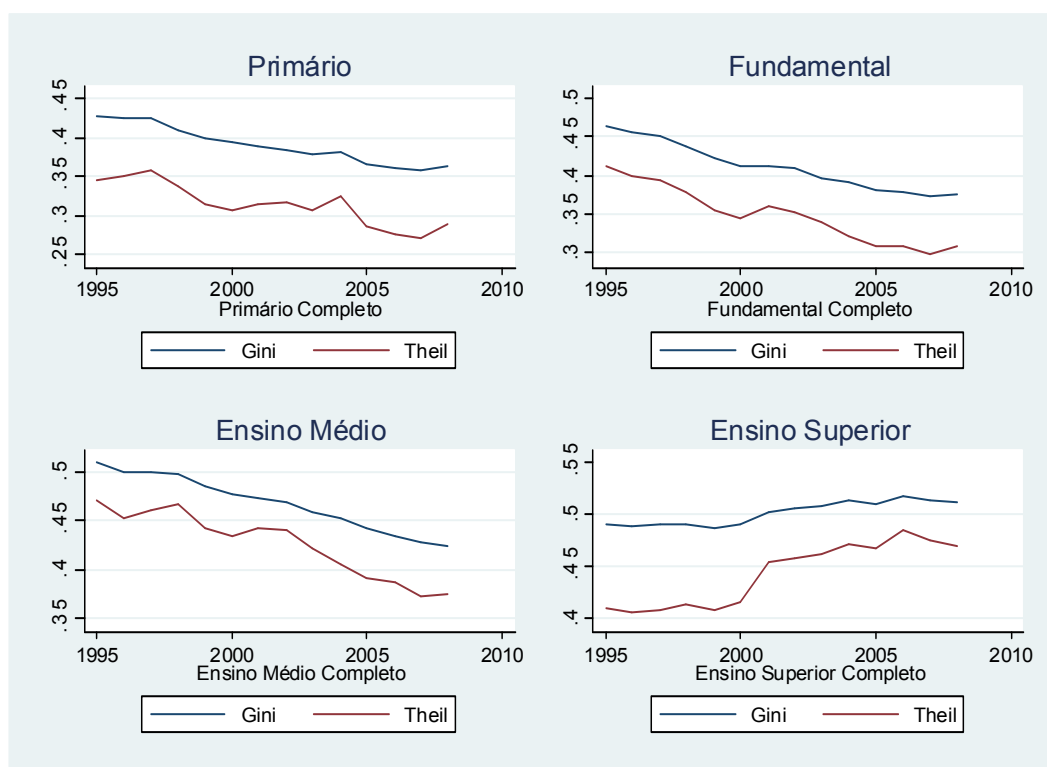 Primário
.45
.4
.35
.3
.25
1995 2000 2005 2010
Primário Completo
Gini Theil
Fundamental
.5
.45
.4
.35
.3
1995 2000 2005 2010
Fundamental Completo
Gini Theil
Ensino Médio
.5
.45
.4
.35
1995 2000 2005 2010
Ensino Médio Completo
Gini Theil
Ensino Superior
.55
.5
.45
.4
1995 2000 2005 2010
Ensino Superior Completo
Gini Theil